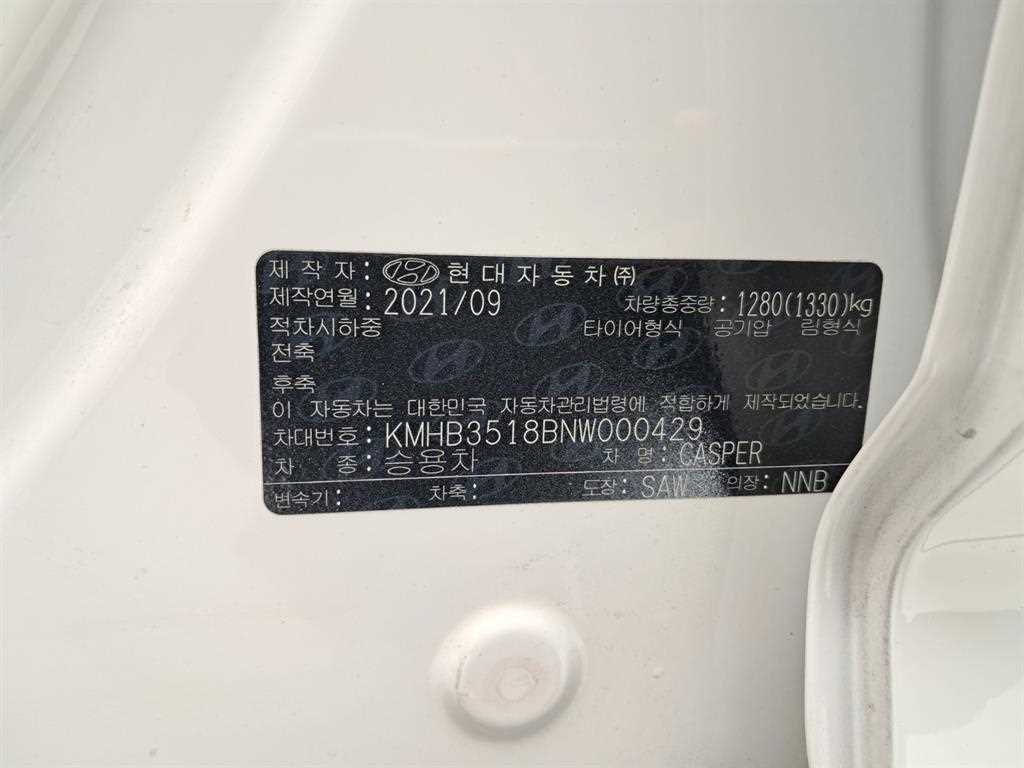 제 작 자 : 현대자동차㈜
제작연월 : 2021/09 차량총중량 : 1280(1330)kg
적차시하중 타이어형식 공기압 림형식
전축
후축
이 자동차는 대한민국 자동차관리법령에 적합하게 제작되었습니다.
차대번호 : KMHB3518BNW000429
차 종 : 승용차 차 명 : CASPER
변속기 : 차축 : 도장 : SAW 의장 : NNB